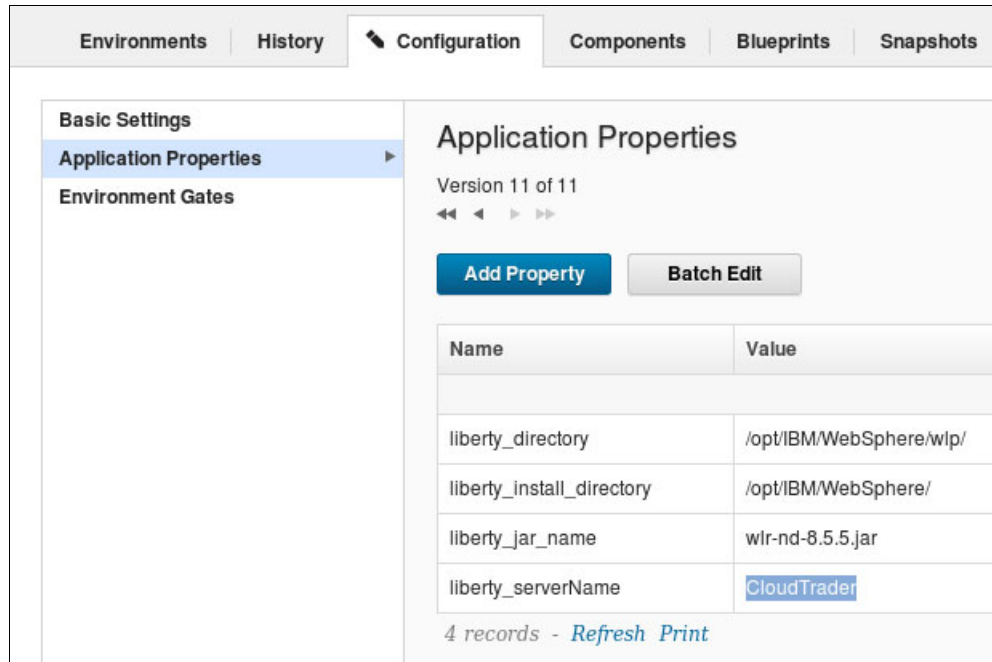 Environments History Configuration Components Blueprints Snapshots
Basic Settings
Application Properties
Environment Gates
Application Properties
Version 11 of 11
Add Property Batch Edit
Name Value
liberty_directory /opt/IBM/WebSphere/wlp/
liberty_install_directory /opt/IBM/WebSphere/
liberty_jar_name wlr-nd-8.5.5.jar
liberty_serverName CloudTrader
4 records - Refresh Print